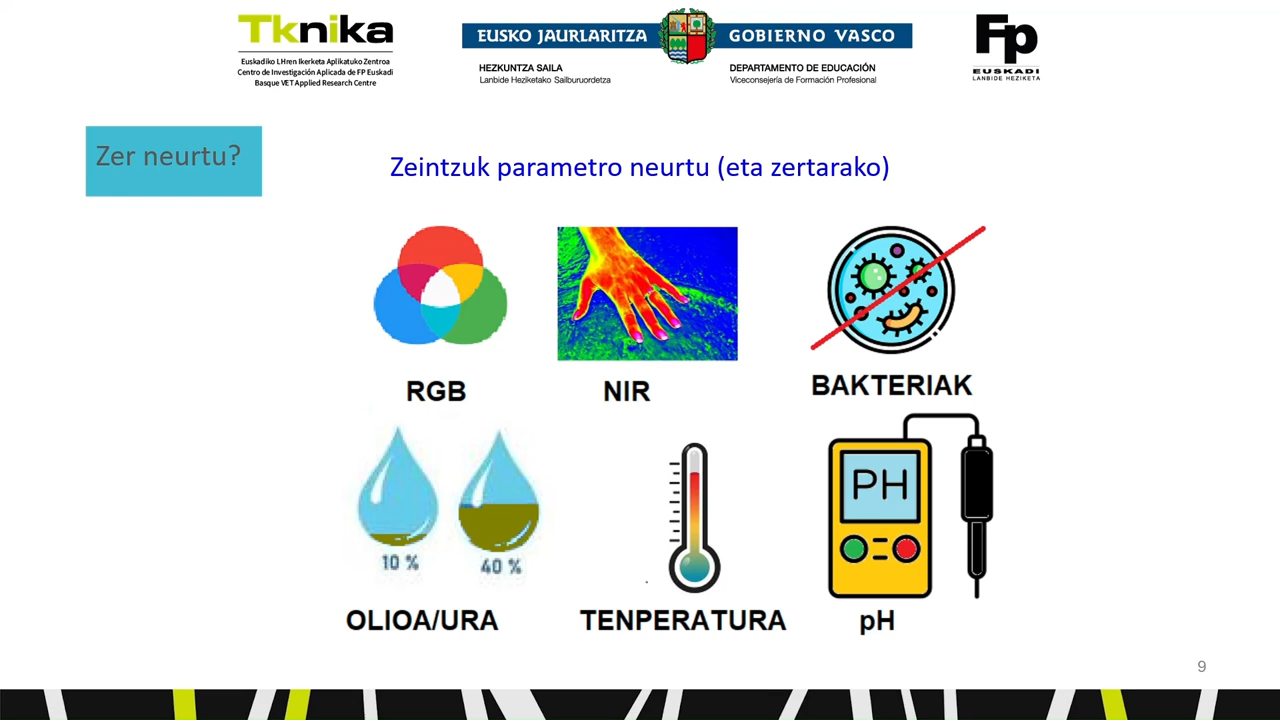 Tknika
Euskadiko LHren Ikerketa Aplikatuko Zentroa
Centro de Investigación Aplicada de FP Euskadi
Basque VET Applied Research Centre
EUSKO JAURLARITZA
GOBIERNO VASCO
HEZKUNTZA SAILA
Lanbide Heziketako Sailburuordetza
DEPARTAMENTO DE EDUCACIÓN
Viceconsejería de Formación Profesional
Fp
EUSKADI
LANBIDE HEZIKETA
Zer neurtu?
Zeintzuk parametro neurtu (eta zertarako)
RGB
NIR
BAKTERIAK
10 %
40 %
PH
OLIOA/URA
TENPERATURA
pH
9